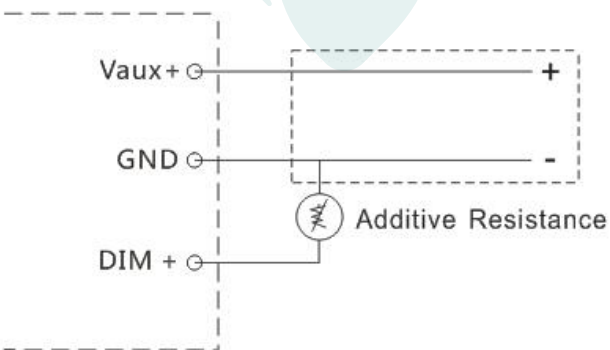 Vaux+ +
GND -
Additive Resistance
DIM +